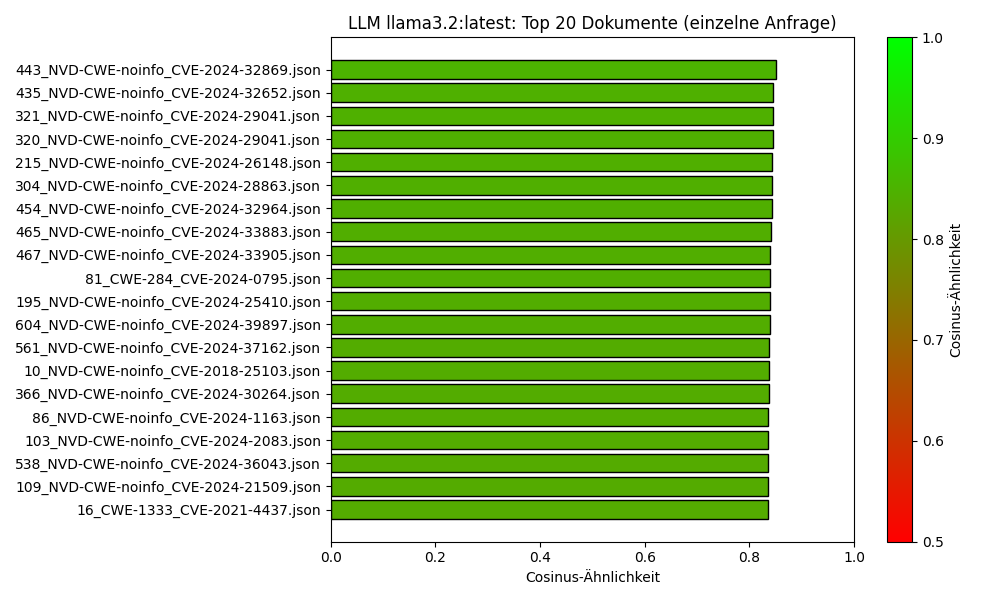 LLM llama3.2:latest: Top 20 Dokumente (einzelne Anfrage)
443_NVD-CWE-noinfo_CVE-2024-32869.json
435_NVD-CWE-noinfo_CVE-2024-32652.json
321_NVD-CWE-noinfo_CVE-2024-29041.json
320_NVD-CWE-noinfo_CVE-2024-29041.json
215_NVD-CWE-noinfo_CVE-2024-26148.json
304_NVD-CWE-noinfo_CVE-2024-28863.json
454_NVD-CWE-noinfo_CVE-2024-32964.json
465_NVD-CWE-noinfo_CVE-2024-33883.json
467_NVD-CWE-noinfo_CVE-2024-33905.json
81_CWE-284_CVE-2024-0795.json
195_NVD-CWE-noinfo_CVE-2024-25410.json
604_NVD-CWE-noinfo_CVE-2024-39897.json
561_NVD-CWE-noinfo_CVE-2024-37162.json
10_NVD-CWE-noinfo_CVE-2018-25103.json
366_NVD-CWE-noinfo_CVE-2024-30264.json
86_NVD-CWE-noinfo_CVE-2024-1163.json
103_NVD-CWE-noinfo_CVE-2024-2083.json
538_NVD-CWE-noinfo_CVE-2024-36043.json
109_NVD-CWE-noinfo_CVE-2024-21509.json
16_CWE-1333_CVE-2021-4437.json
0.0 0.2 0.4 0.6 0.8 1.0
Cosinus-Ähnlichkeit
1.0
0.9
0.8
0.7
0.6
0.5
Cosinus-Ähnlichkeit